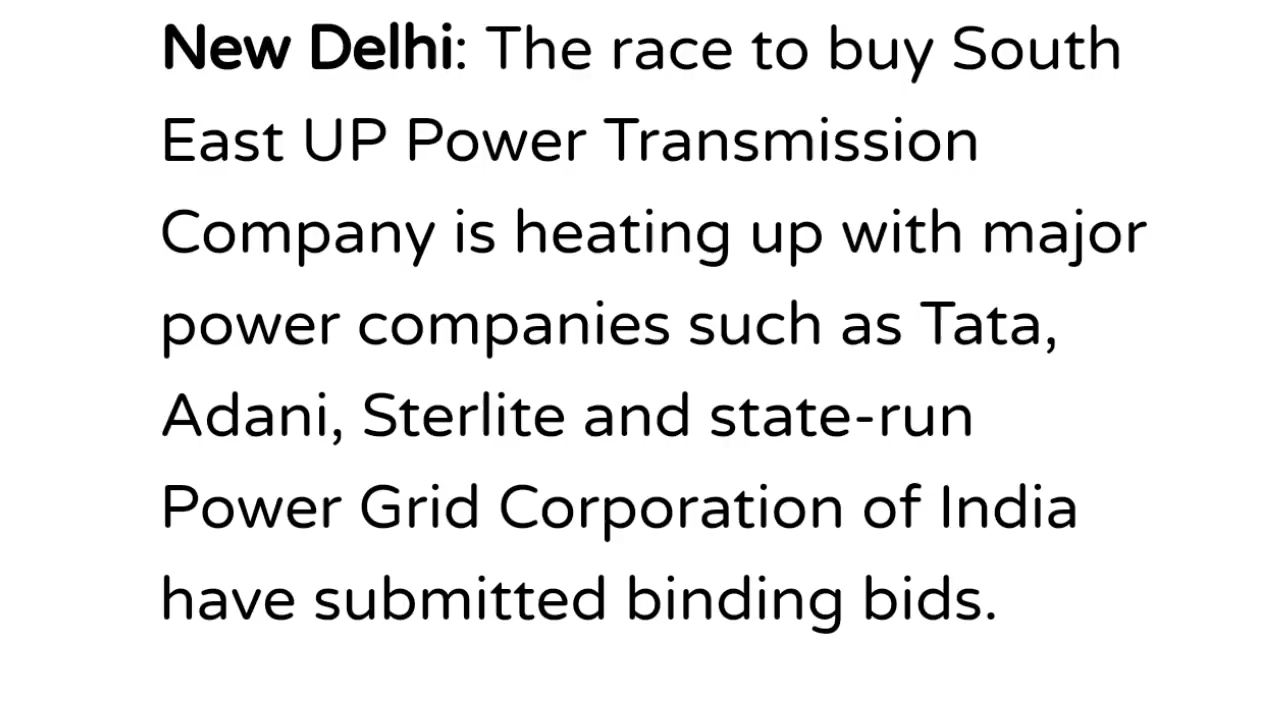 New Delhi: The race to buy South
East UP Power Transmission
Company is heating up with major
power companies such as Tata,
Adani, Sterlite and state-run
Power Grid Corporation of India
have submitted binding bids.